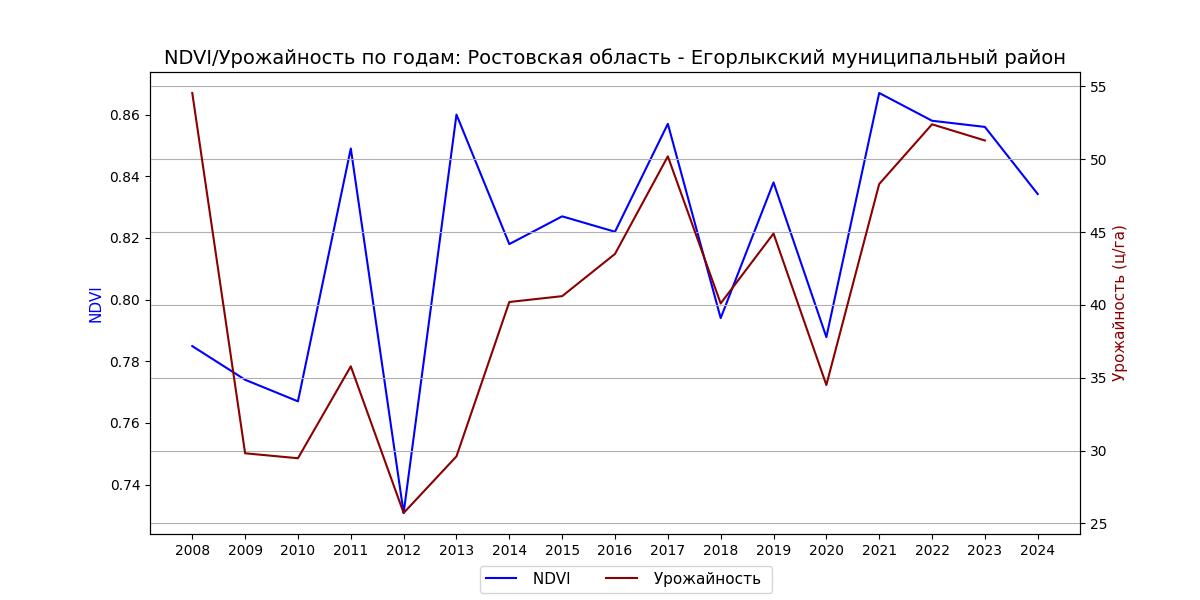 NDVI/Урожайность по годам: Ростовская область - Егорлыкский муниципальный район
0.86
0.84
0.82
0.80
0.78
0.76
0.74
NDVI
55
50
45
40
35
30
25
Урожайность (ц/га)
2008 2009 2010 2011 2012 2013 2014 2015 2016 2017 2018 2019 2020 2021 2022 2023 2024
NDVI Урожайность